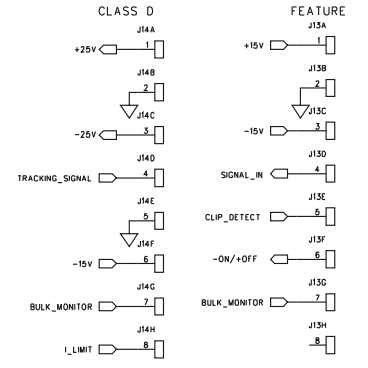 CLASS D
J14A
+25V 1
J14B
2
J14C
-25V 3
J14D
TRACKING_SIGNAL 4
J14E
5
J14F
-15V 6
J14G
BULK_MONITOR 7
J14H
I_LIMIT 8
FEATURE
J13A
+15V 1
J13B
2
J13C
-15V 3
J13D
SIGNAL_IN 4
J13E
CLIP_DETECT 5
J13F
-ON/+OFF 6
J13G
BULK_MONITOR 7
J13H
8